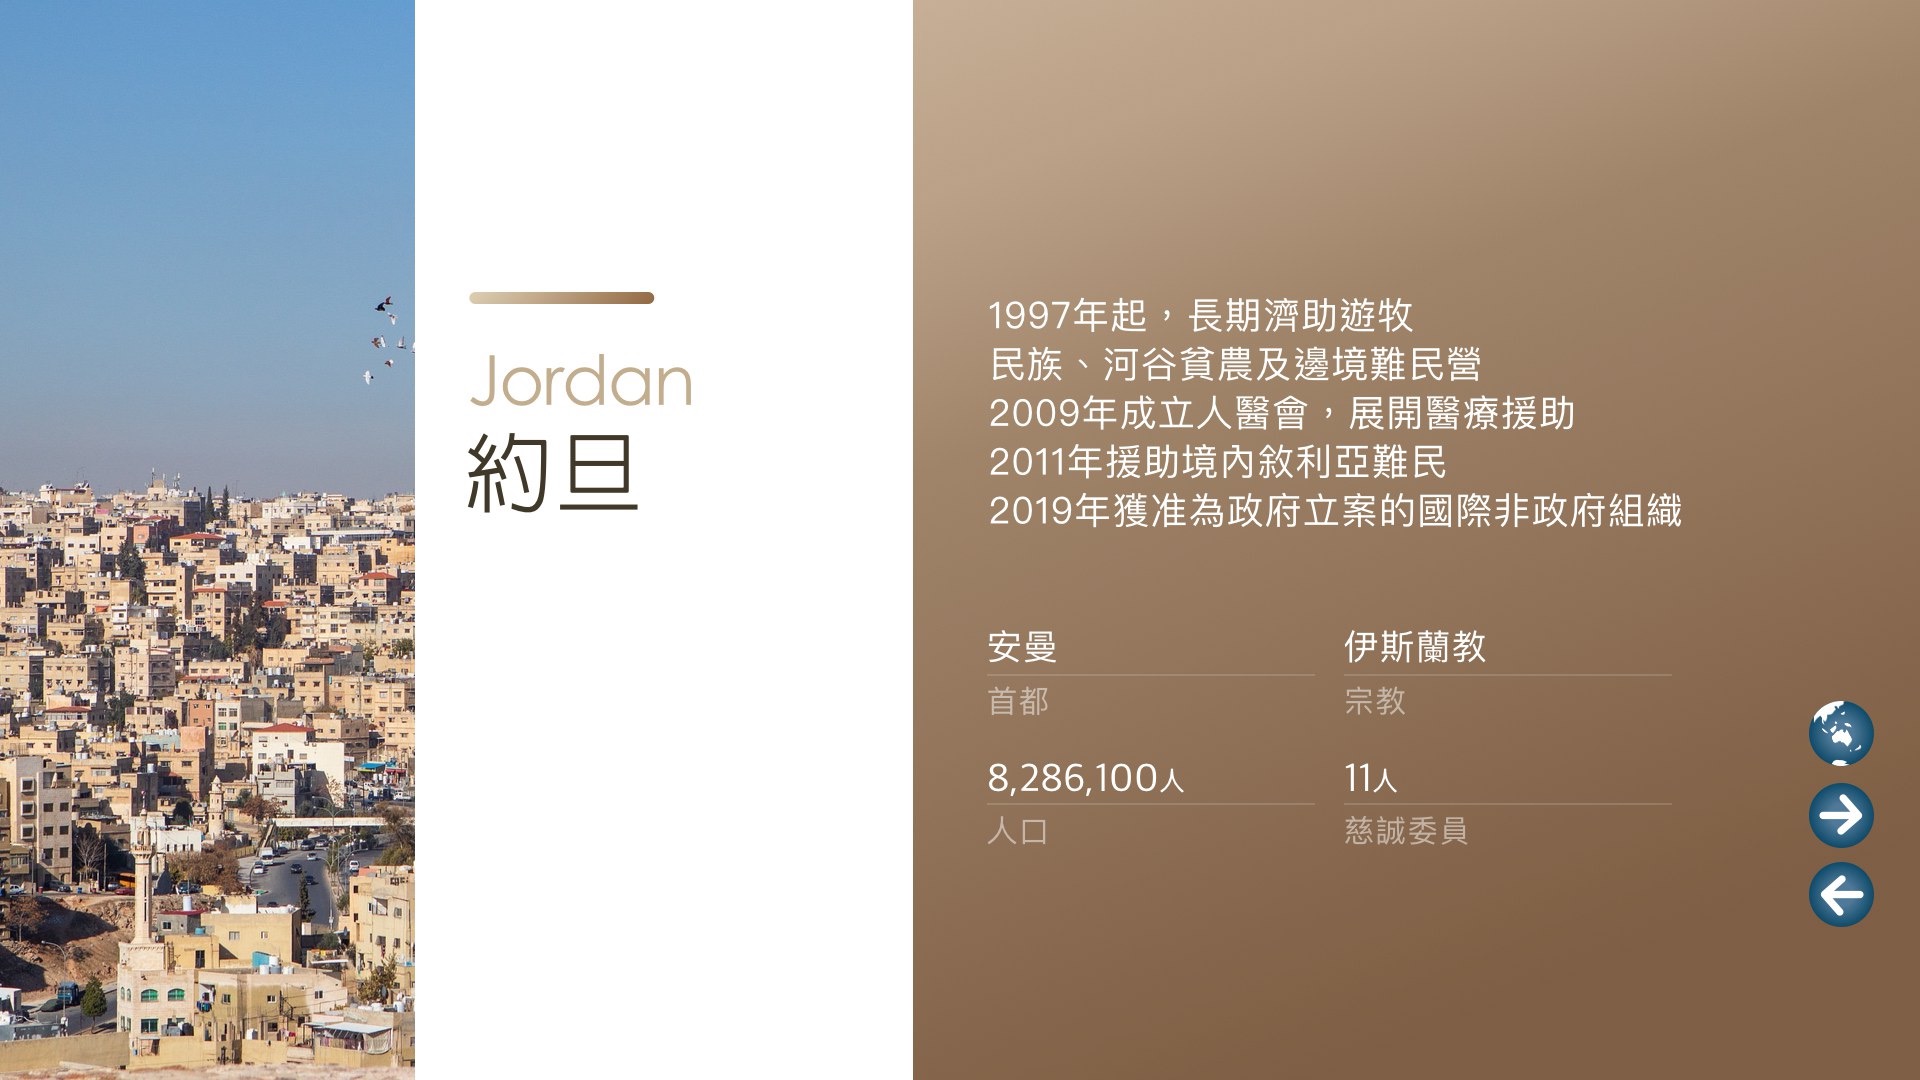 Jordan
約旦
1997年起，長期濟助遊牧
民族、河谷貧農及邊境難民營
2009年成立人醫會，展開醫療援助
2011年援助境內敘利亞難民
2019年獲准為政府立案的國際非政府組織
安曼
首都
伊斯蘭教
宗教
8,286,100人
人口
11人
慈誠委員